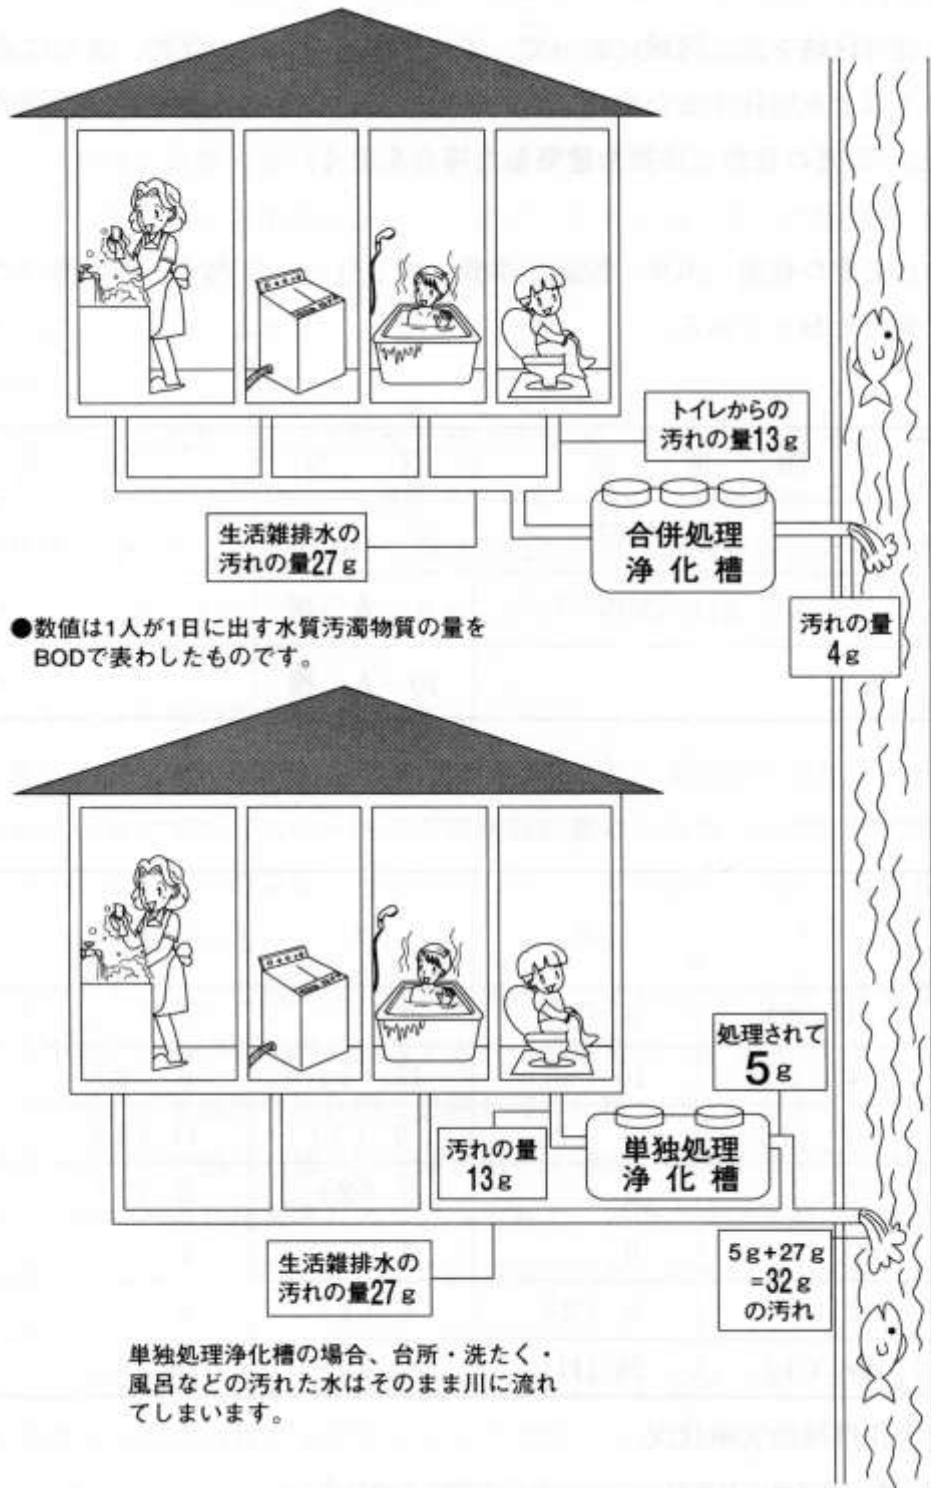 トイレからの
汚れの量13g
生活雑排水の
汚れの量27g
合併処理
浄化槽
汚れの量
4g
●数値は1人が1日に出す水質汚濁物質の量を
BODで表わしたものです。
処理されて
5g
汚れの量
13g
単独処理
浄化槽
生活雑排水の
汚れの量27g
5g+27g
=32g
の汚れ
単独処理浄化槽の場合、台所・洗たく・
風呂などの汚れた水はそのまま川に流れ
てしまいます。